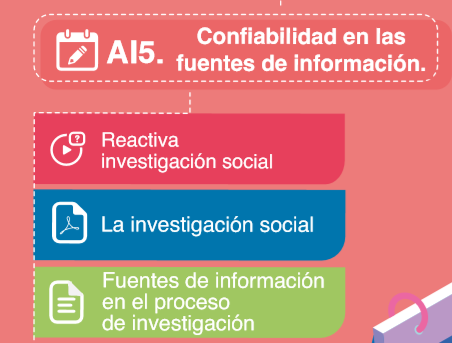 AI5. Confiabilidad en las
fuentes de información.
Reactiva
investigación social
La investigación social
Fuentes de información
en el proceso
de investigación